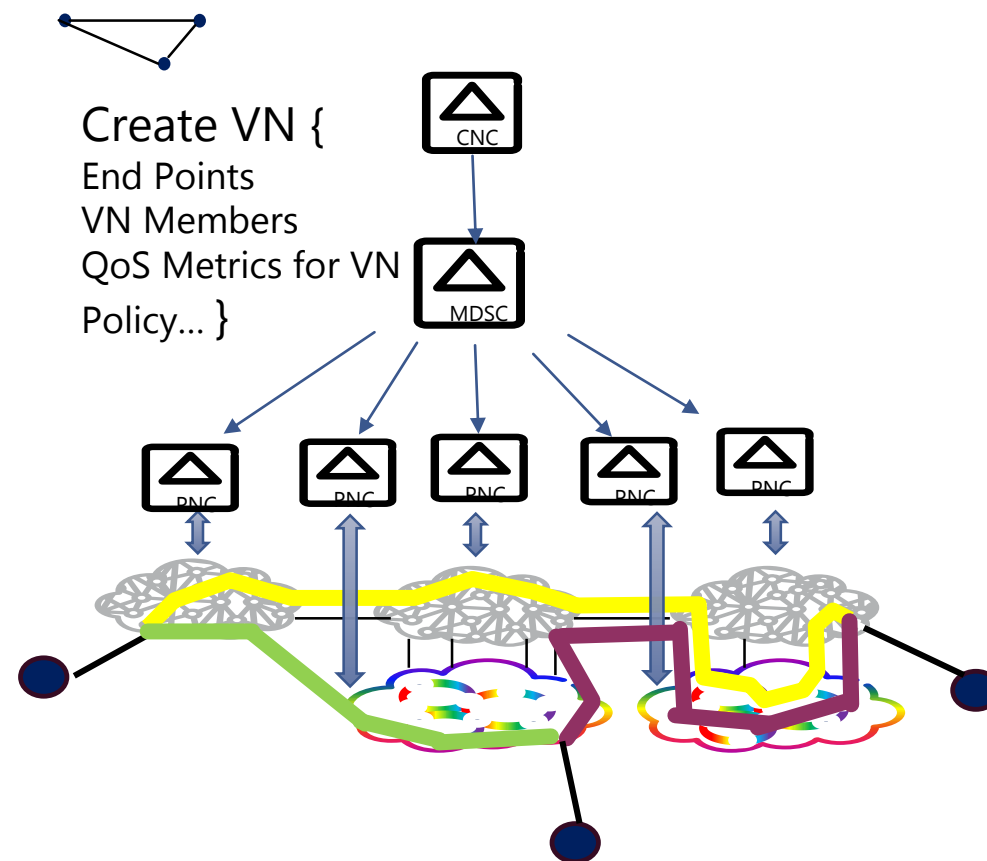 CNC
Create VN {
End Points
VN Members
QoS Metrics for VN
Policy... }
MDSC
PNC
PNC
PNC
PNC
PNC